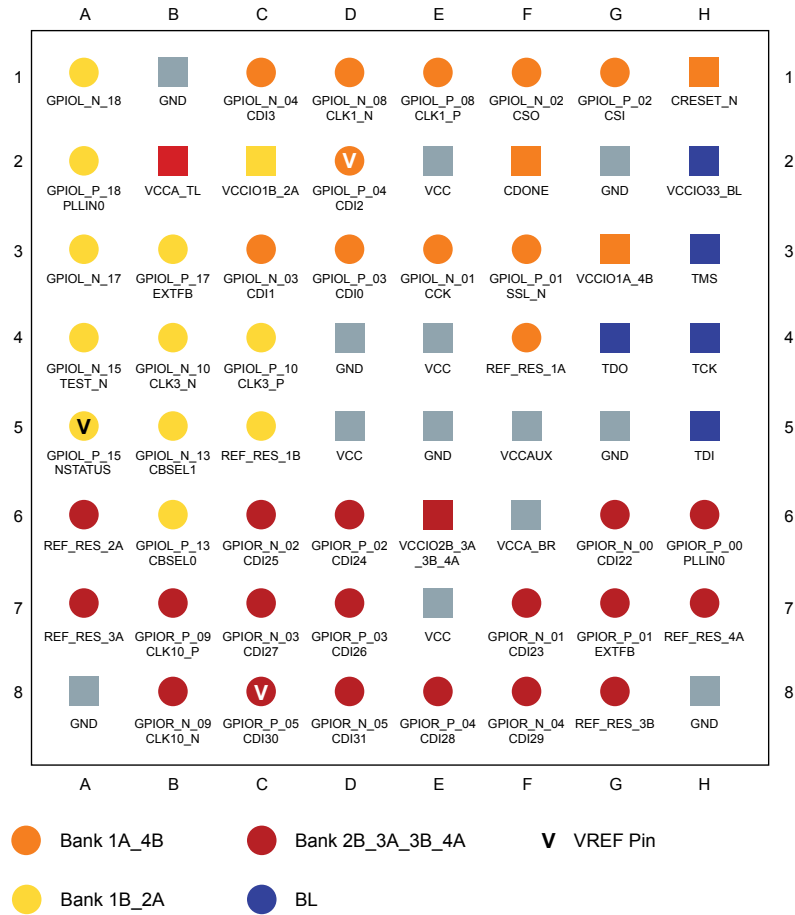 A B C D E F G H
1 1
GPIOL_N_18 GND GPIOL_N_04 GPIOL_N_08 GPIOL_P_08 GPIOL_N_02 GPIOL_P_02 CRESET_N
CDI3 CLK1_N CLK1_P CSO CSI
2 V 2
GPIOL_P_18 VCCA_TL VCCIO1B_2A GPIOL_P_04 VCC CDONE GND VCCIO33_BL
PLLIN0 CDI2
3 3
GPIOL_N_17 GPIOL_P_17 GPIOL_N_03 GPIOL_P_03 GPIOL_N_01 GPIOL_P_01 VCCIO1A_4B TMS
EXTFB CDI1 CDI0 CCK SSL_N
4 4
GPIOL_N_15 GPIOL_N_10 GPIOL_P_10 GND VCC REF_RES_1A TDO TCK
TEST_N CLK3_N CLK3_P
5 V 5
GPIOL_P_15 GPIOL_N_13 REF_RES_1B VCC GND VCCAUX GND TDI
NSTATUS CBSEL1
6 6
REF_RES_2A GPIOL_P_13 GPIOR_N_02 GPIOR_P_02 VCCIO2B_3A VCCA_BR GPIOR_N_00 GPIOR_P_00
CBSEL0 CDI25 CDI24 _3B_4A CDI22 PLLIN0
7 7
REF_RES_3A GPIOR_P_09 GPIOR_N_03 GPIOR_P_03 VCC GPIOR_N_01 GPIOR_P_01 REF_RES_4A
CLK10_P CDI27 CDI26 CDI23 EXTFB
8 V 8
GND GPIOR_N_09 GPIOR_P_05 GPIOR_N_05 GPIOR_P_04 GPIOR_N_04 REF_RES_3B GND
CLK10_N CDI30 CDI31 CDI28 CDI29
A B C D E F G H
Bank 1A_4B Bank 2B_3A_3B_4A V VREF Pin
Bank 1B_2A BL